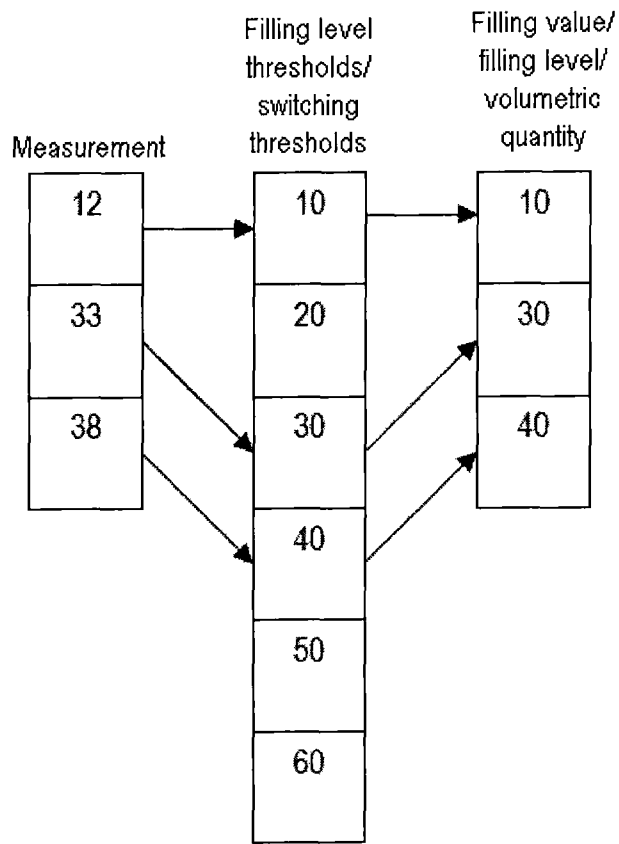 Measurement
12
33
38
Filling level
thresholds/
switching
thresholds
10
20
30
40
50
60
Filling value/
filling level/
volumetric
quantity
10
30
40